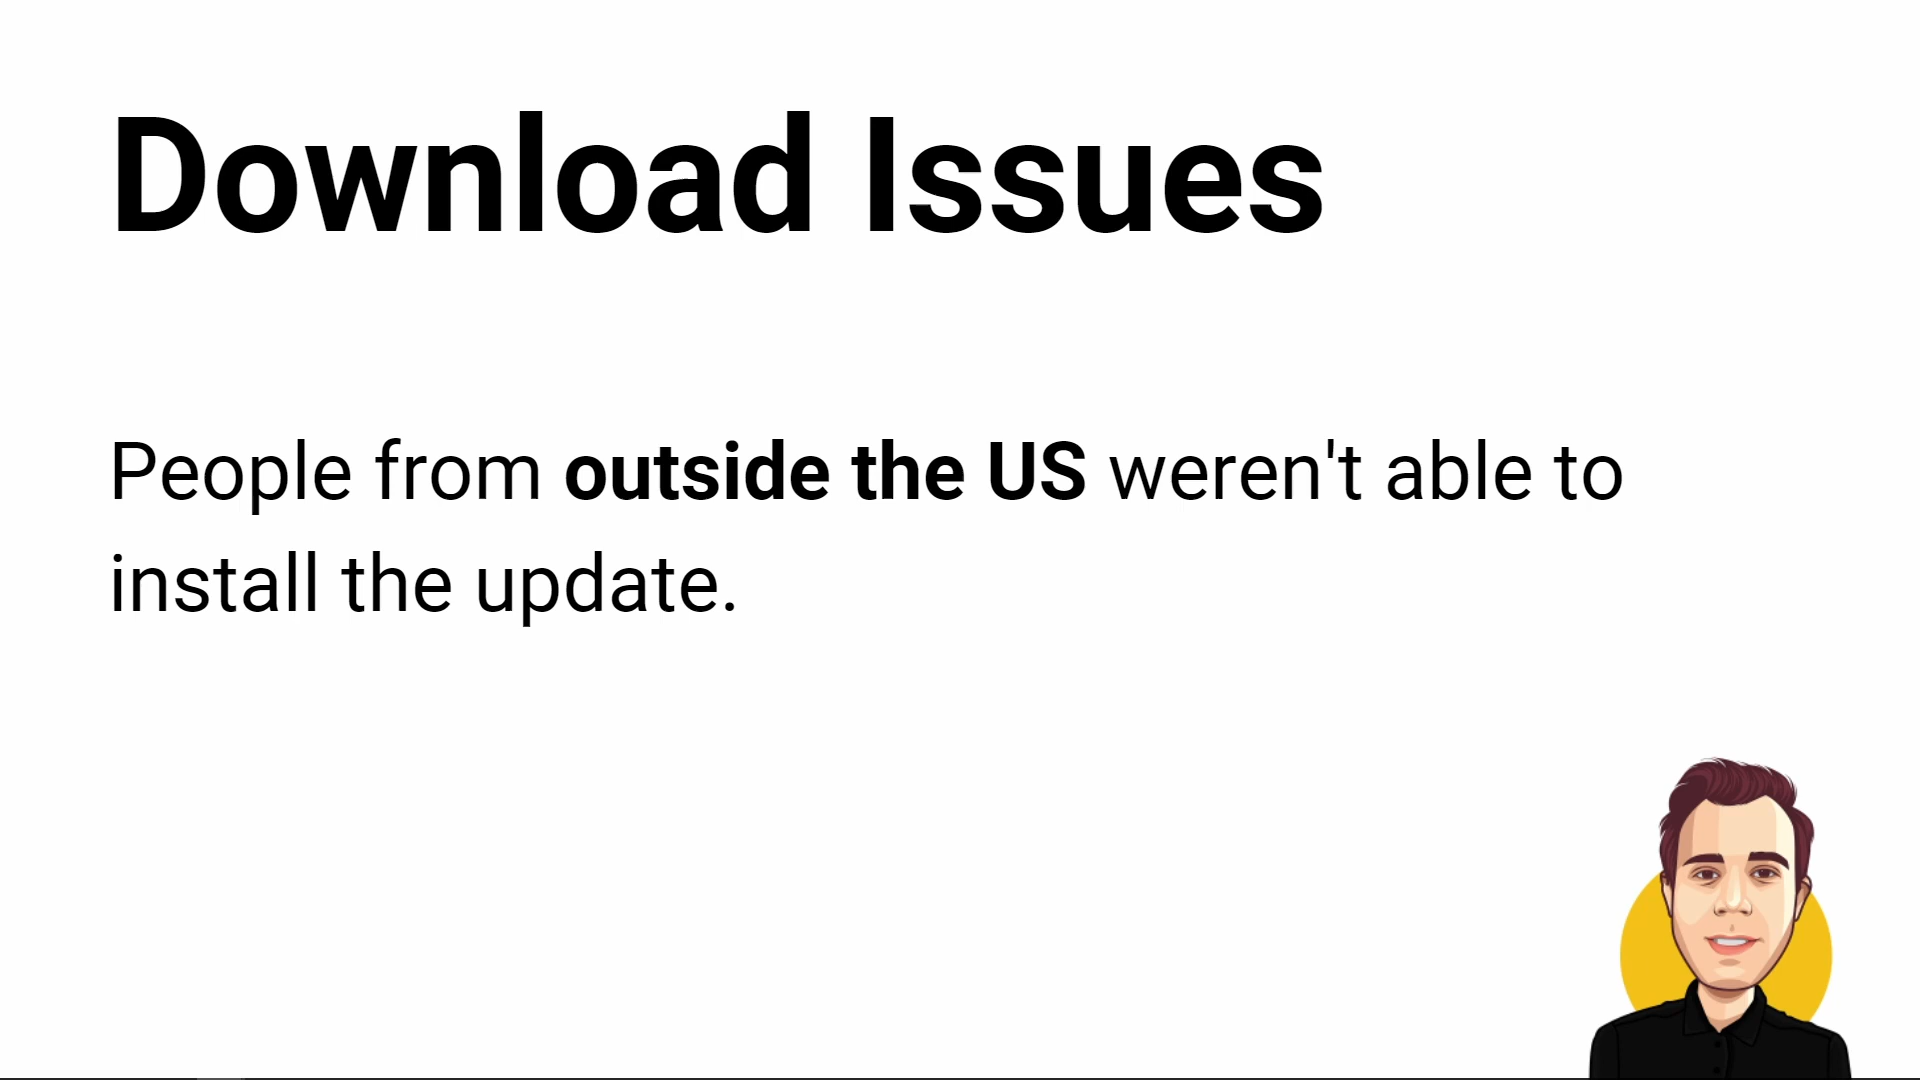 Download Issues
People from outside the US weren't able to
install the update.